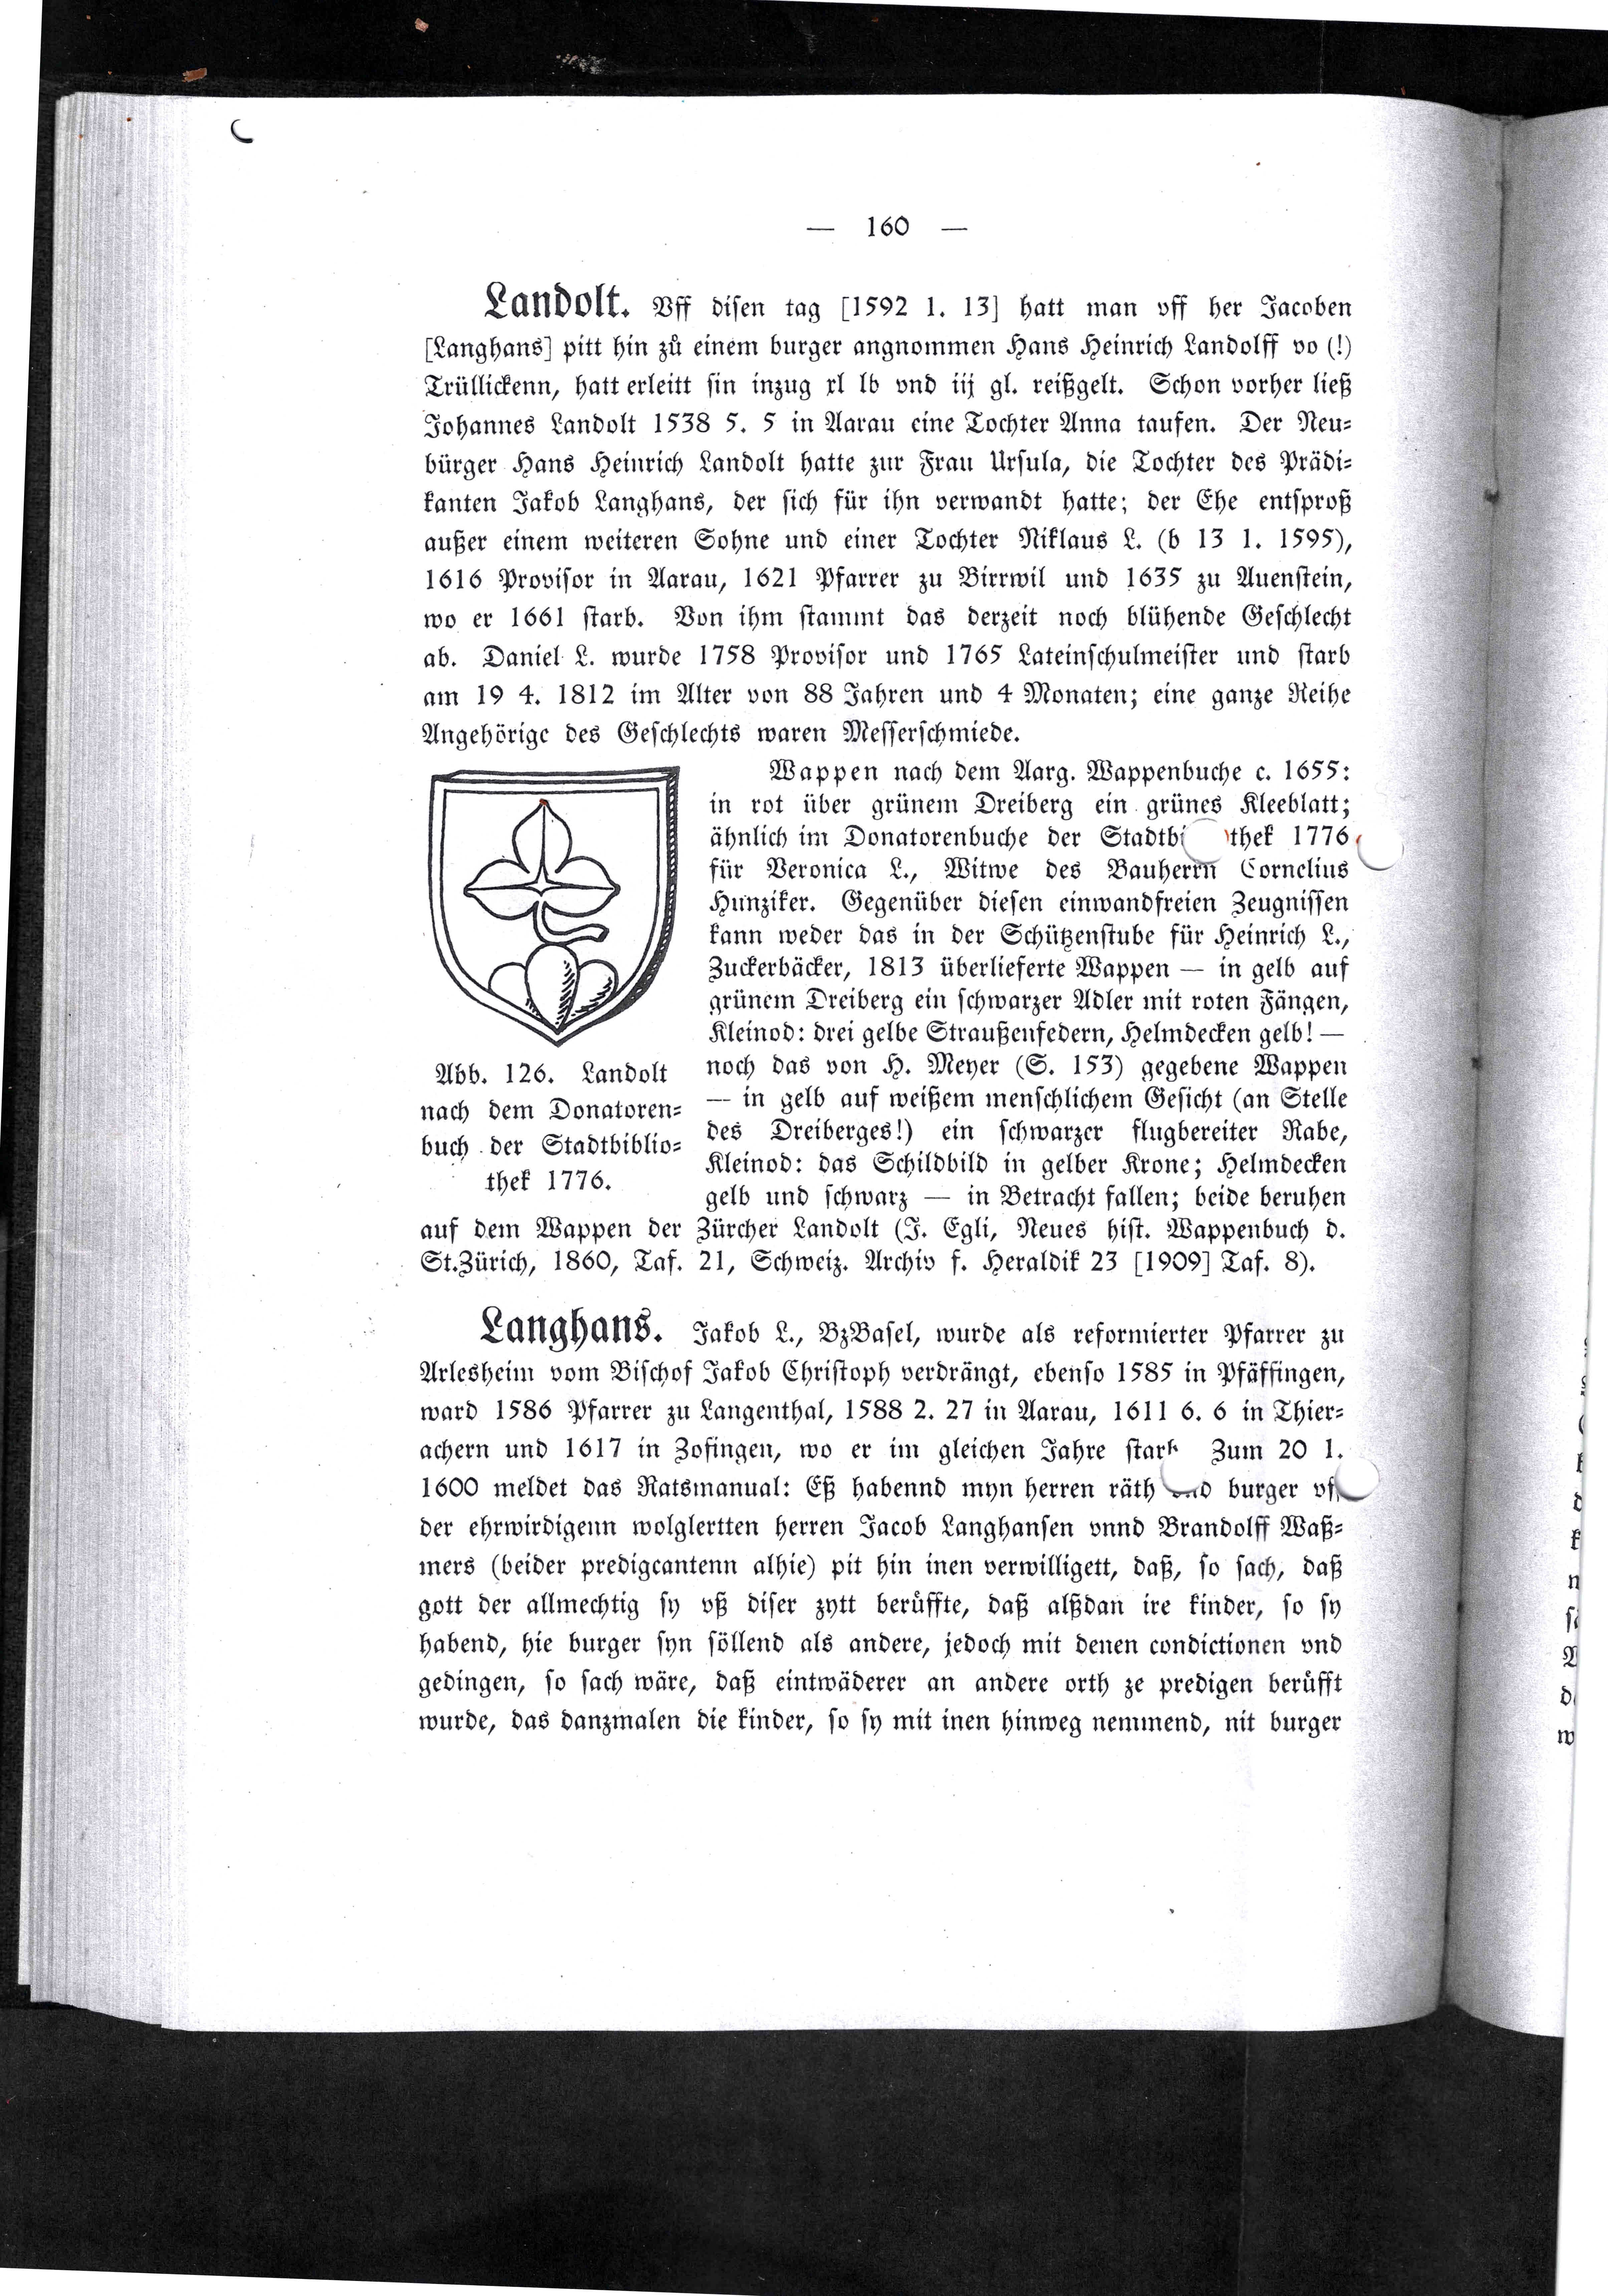 — 160 —
Landolt. Vff disen tag [1592 1. 13] hatt man vff her Jacoben
[Langhans] pitt hin zů einem burger angnommen Hans Heinrich Landolff vo (!)
Trüllickenn, hatt erleitt sin inzug xl lb vnd iij gl. reißgelt. Schon vorher ließ
Johannes Landolt 1538 5. 5 in Aarau eine Tochter Anna taufen. Der Neu-
bürger Hans Heinrich Landolt hatte zur Frau Ursula, die Tochter des Prädi-
kanten Jakob Langhans, der sich für ihn verwandt hatte; der Ehe entsproß
außer einem weiteren Sohne und einer Tochter Niklaus L. (b 13 1. 1595),
1616 Provisor in Aarau, 1621 Pfarrer zu Birrwil und 1635 zu Auenstein,
wo er 1661 starb. Von ihm stammt das derzeit noch blühende Geschlecht
ab. Daniel L. wurde 1758 Provisor und 1765 Lateinschulmeister und starb
am 19 4. 1812 im Alter von 88 Jahren und 4 Monaten; eine ganze Reihe
Angehörige des Geschlechts waren Messerschmiede.
Wappen nach dem Aarg. Wappenbuche c. 1655:
in rot über grünem Dreiberg ein grünes Kleeblatt;
ähnlich im Donatorenbuche der Stadtbi thek 1776
für Veronica L., Witwe des Bauherrn Cornelius
Hunziker. Gegenüber diesen einwandfreien Zeugnissen
kann weder das in der Schützenstube für Heinrich L.,
Zuckerbäcker, 1813 überlieferte Wappen — in gelb auf
grünem Dreiberg ein schwarzer Adler mit roten Fängen,
Kleinod: drei gelbe Straußenfedern, Helmdecken gelb! —
noch das von H. Meyer (S. 153) gegebene Wappen
— in gelb auf weißem menschlichem Gesicht (an Stelle
des Dreiberges!) ein schwarzer flugbereiter Rabe,
Kleinod: das Schildbild in gelber Krone; Helmdecken
gelb und schwarz — in Betracht fallen; beide beruhen
Abb. 126. Landolt
nach dem Donatoren-
buch der Stadtbiblio-
thek 1776.
auf dem Wappen der Zürcher Landolt (J. Egli, Neues hist. Wappenbuch d.
St.Zürich, 1860, Taf. 21, Schweiz. Archiv f. Heraldik 23 [1909] Taf. 8).
Langhans. Jakob L., BzBasel, wurde als reformierter Pfarrer zu
Arlesheim vom Bischof Jakob Christoph verdrängt, ebenso 1585 in Pfäffingen,
ward 1586 Pfarrer zu Langenthal, 1588 2. 27 in Aarau, 1611 6. 6 in Thier-
achern und 1617 in Zofingen, wo er im gleichen Jahre starb Zum 20 1.
1600 meldet das Ratsmanual: Eß habennd myn herren räth vnd burger vff
der ehrwirdigenn wolglertten herren Jacob Langhansen vnnd Brandolff Waß-
mers (beider predigcantenn alhie) pit hin inen verwilligett, daß, so sach, daß
gott der allmechtig sy vß diser zytt berüffte, daß alßdan ire kinder, so sy
habend, hie burger syn söllend als andere, jedoch mit denen condictionen vnd
gedingen, so sach wäre, daß eintwäderer an andere orth ze predigen berüfft
wurde, das danzmalen die kinder, so sy mit inen hinweg nemmend, nit burger